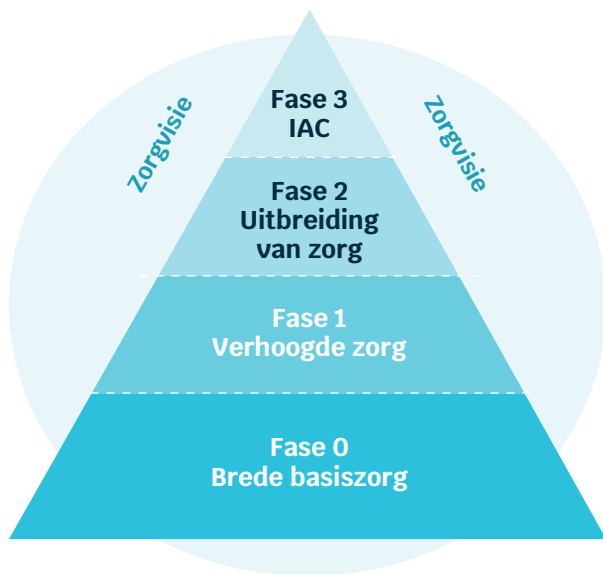 Zorgvisie
Zorgvisie
Fase 3
IAC
Fase 2
Uitbreiding
van zorg
Fase 1
Verhoogde zorg
Fase 0
Brede basiszorg